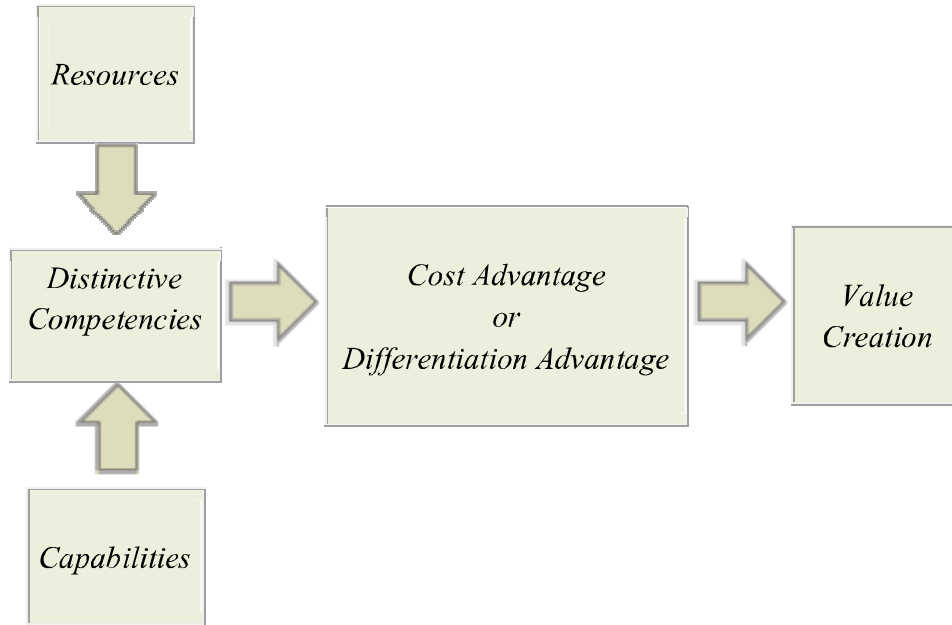 Resources
Distinctive
Competencies
Cost Advantage
or
Differentiation Advantage
Value
Creation
Capabilities